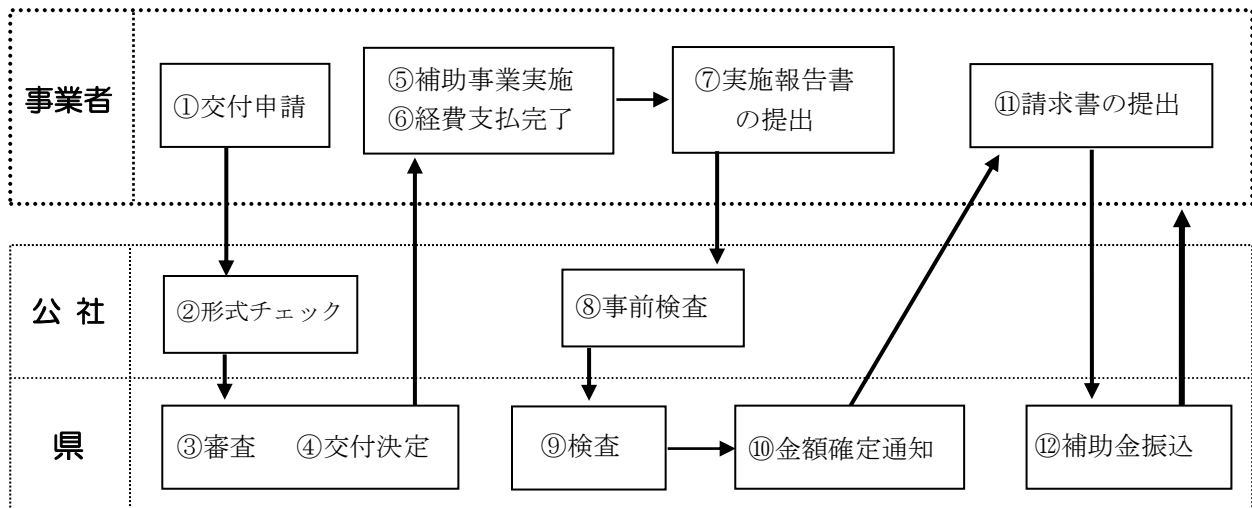 事業者
①交付申請
⑤補助事業実施
⑥経費支払完了
⑦実施報告書
の提出
⑪請求書の提出
公 社
②形式チェック
⑧事前検査
県
③審査 ④交付決定
⑨検査
⑩金額確定通知
⑫補助金振込